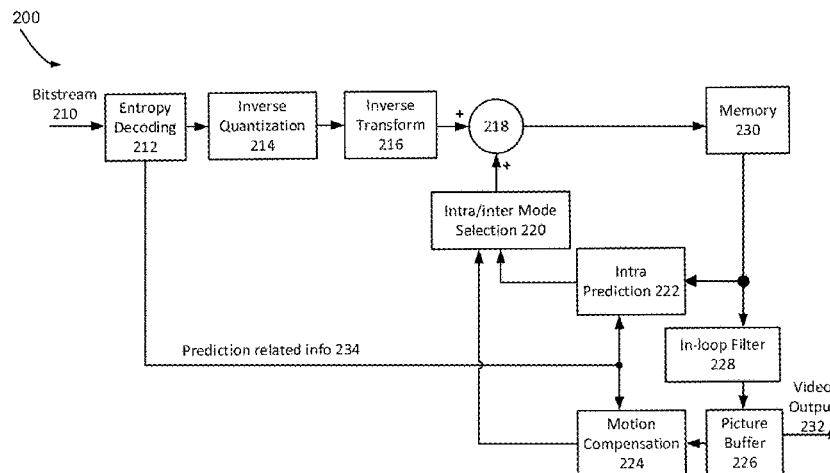 200
Bitstream
210
Entropy
Decoding
212
Inverse
Quantization
214
Inverse
Transform
216
+
218
+
Memory
230
Intra/inter Mode
Selection 220
Intra
Prediction 222
Prediction related info 234
In-loop Filter
228
Motion
Compensation
224
Picture
Buffer
226
Video
Output
232